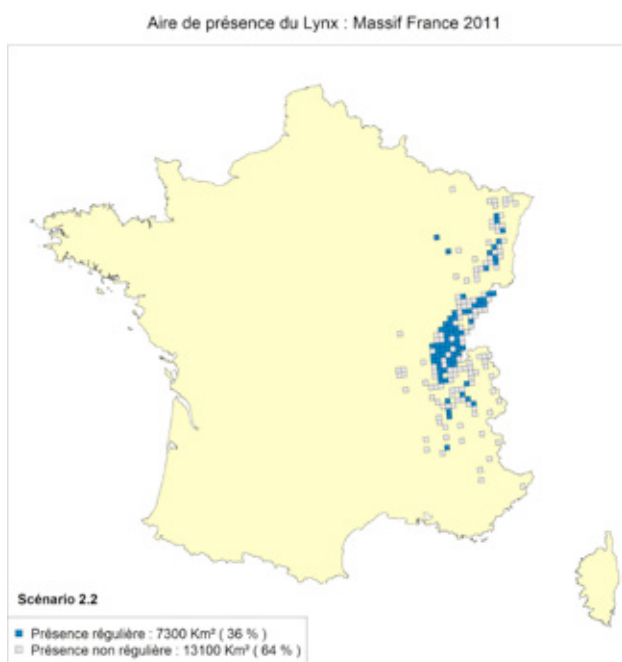 Aire de présence du Lynx : Massif France 2011
Scénario 2.2
Présence régulière : 7300 Km² ( 36 % )
Présence non régulière : 13100 Km² ( 64 % )